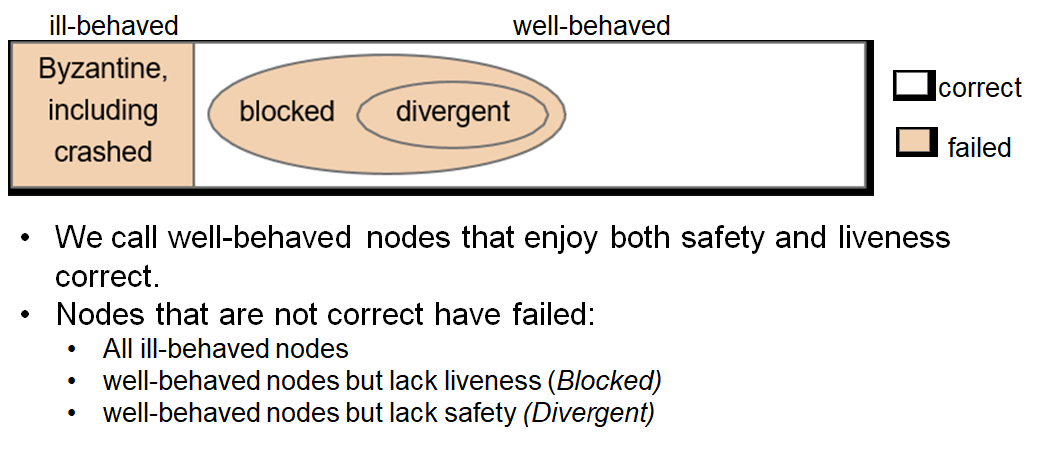 ill-behaved well-behaved
Byzantine,
including
crashed
blocked divergent
correct
failed
• We call well-behaved nodes that enjoy both safety and liveness
correct.
• Nodes that are not correct have failed:
• All ill-behaved nodes
• well-behaved nodes but lack liveness (Blocked)
• well-behaved nodes but lack safety (Divergent)